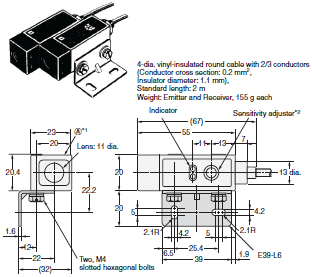 4-dia. vinyl-insulated round cable with 2/3 conductors
(Conductor cross section: 0.2 mm²,
Insulator diameter: 1.1 mm),
Standard length: 2 m
Weight: Emitter and Receiver, 155 g each
Indicator
Sensitivity adjuster*2
(67)
55
7
11
13
23
20
Ⓐ*1
Lens: 11 dia.
20.4
22.2
20
13 dia.
20
5
4.2
2.1R
4.2
5
2.1R
6.5
25.4
E39-L6
39
1.9
1.6
12
22
(32)
Two, M4
slotted hexagonal bolts